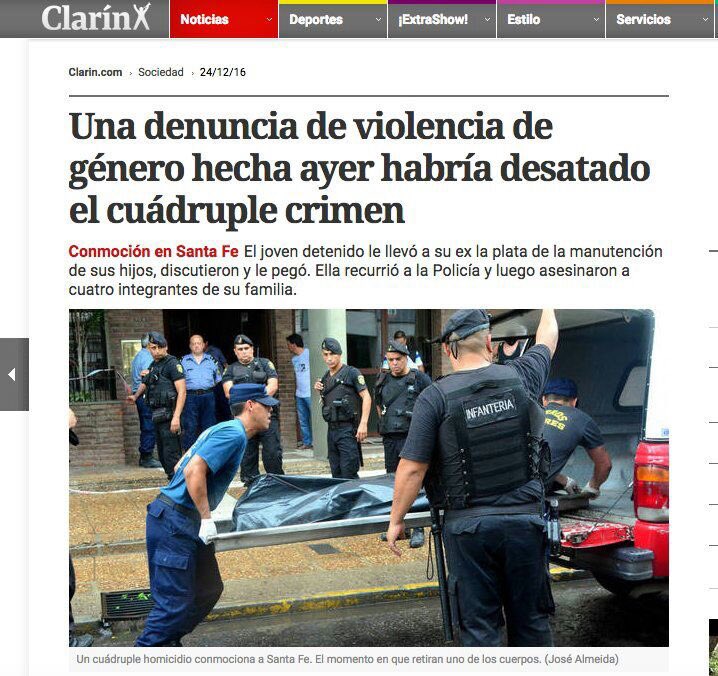 Clarín
Noticias
Deportes
¡ExtraShow!
Estilo
Servicios
Clarin.com › Sociedad › 24/12/16
Una denuncia de violencia de
género hecha ayer habría desatado
el cuádruple crimen
Conmoción en Santa Fe El joven detenido le llevó a su ex la plata de la manutención
de sus hijos, discutieron y le pegó. Ella recurrió a la Policía y luego asesinaron a
cuatro integrantes de su familia.
INFANTERIA
Un cuádruple homicidio conmociona a Santa Fe. El momento en que retiran uno de los cuerpos. (José Almeida)